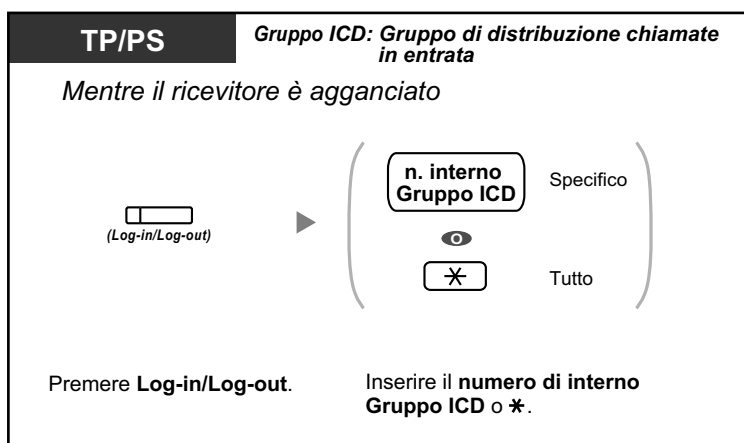 TP/PS
Gruppo ICD: Gruppo di distribuzione chiamate
in entrata
Mentre il ricevitore è agganciato
(Log-in/Log-out)
n. interno
Gruppo ICD
Specifico
o
*
Tutto
Premere Log-in/Log-out.
Inserire il numero di interno
Gruppo ICD o *.